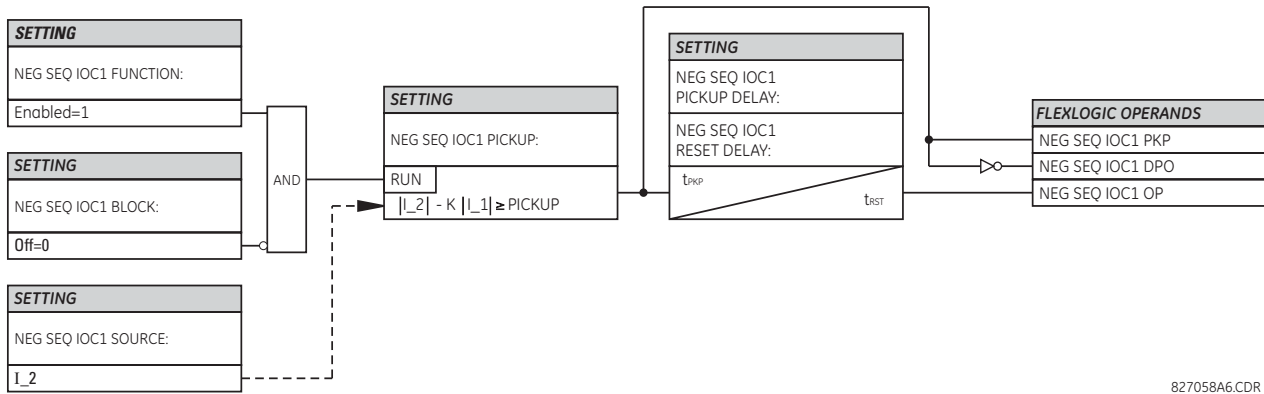 SETTING
NEG SEQ IOC1 FUNCTION:
Enabled=1
SETTING
NEG SEQ IOC1 BLOCK:
Off=0
SETTING
NEG SEQ IOC1 SOURCE:
I_2
AND
SETTING
NEG SEQ IOC1 PICKUP:
RUN
|I_2| - K |I_1| ≥ PICKUP
SETTING
NEG SEQ IOC1
PICKUP DELAY:
NEG SEQ IOC1
RESET DELAY:
tPKP
tRST
FLEXLOGIC OPERANDS
NEG SEQ IOC1 PKP
NEG SEQ IOC1 DPO
NEG SEQ IOC1 OP
827058A6.CDR